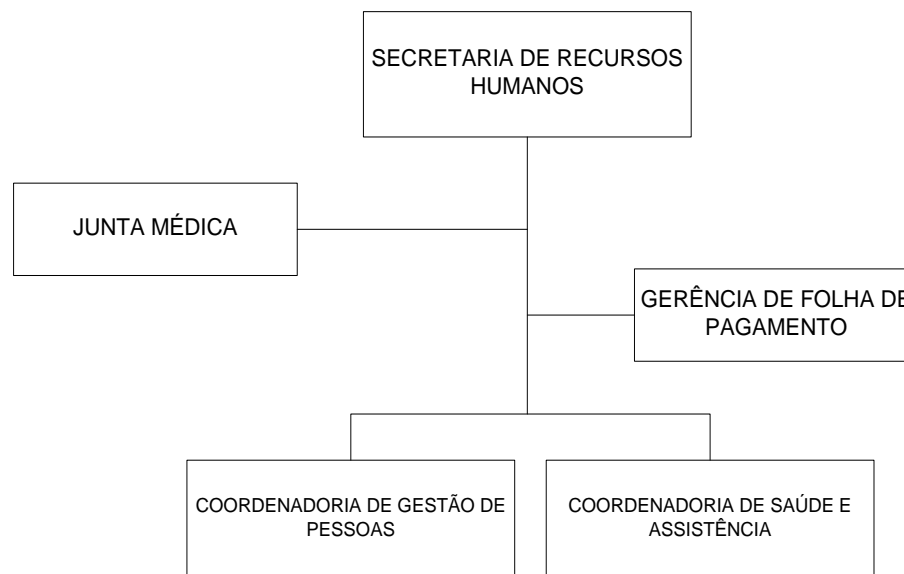 SECRETARIA DE RECURSOS
HUMANOS
JUNTA MÉDICA
GERÊNCIA DE FOLHA DE
PAGAMENTO
COORDENADORIA DE GESTÃO DE
PESSOAS
COORDENADORIA DE SAÚDE E
ASSISTÊNCIA